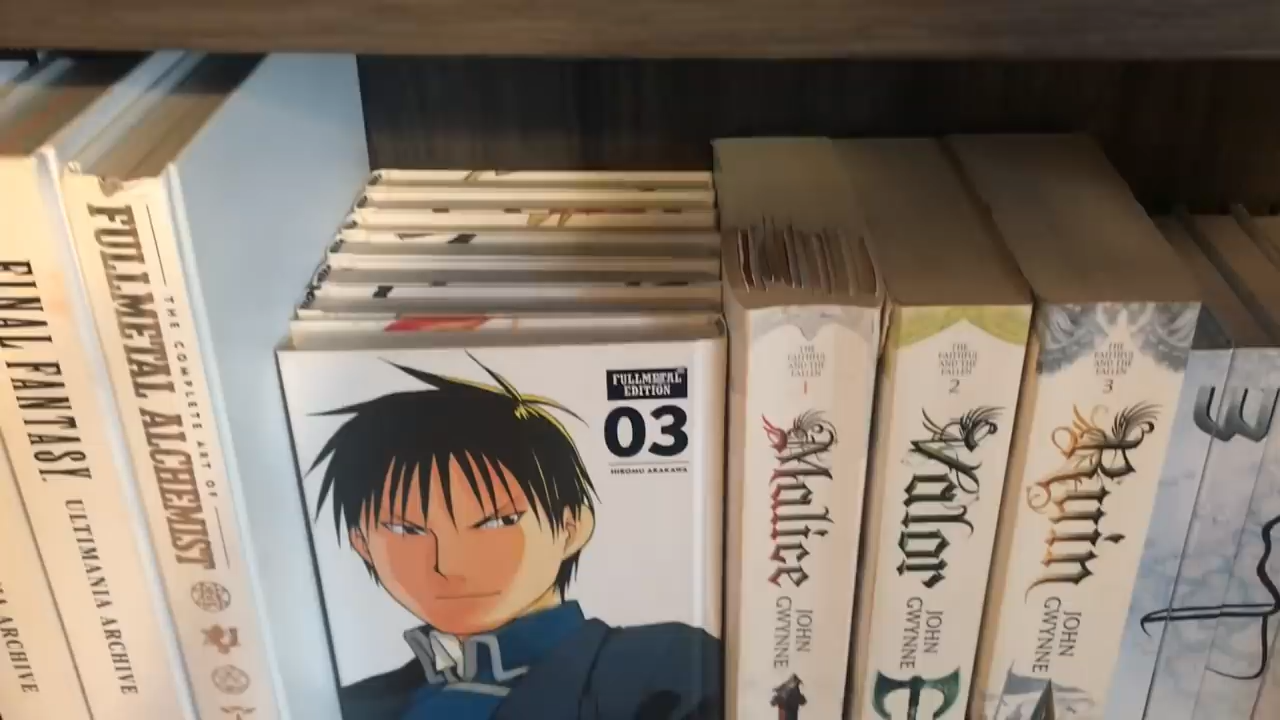 FINAL FANTASY
ULTIMANIA ARCHIVE
ARCHIVE
FULLMETAL ALCHEMIST
THE COMPLETE ART OF
FULLMETAL
EDITION
03
HIROMU ARAKAWA
THE
FAITHFUL
AND THE
FALLEN
1
Malice
JOHN
GWYNNE
THE
FAITHFUL
AND THE
FALLEN
2
Valor
JOHN
GWYNNE
THE
FAITHFUL
AND THE
FALLEN
3
Ruin
JOHN
GWYNNE
3